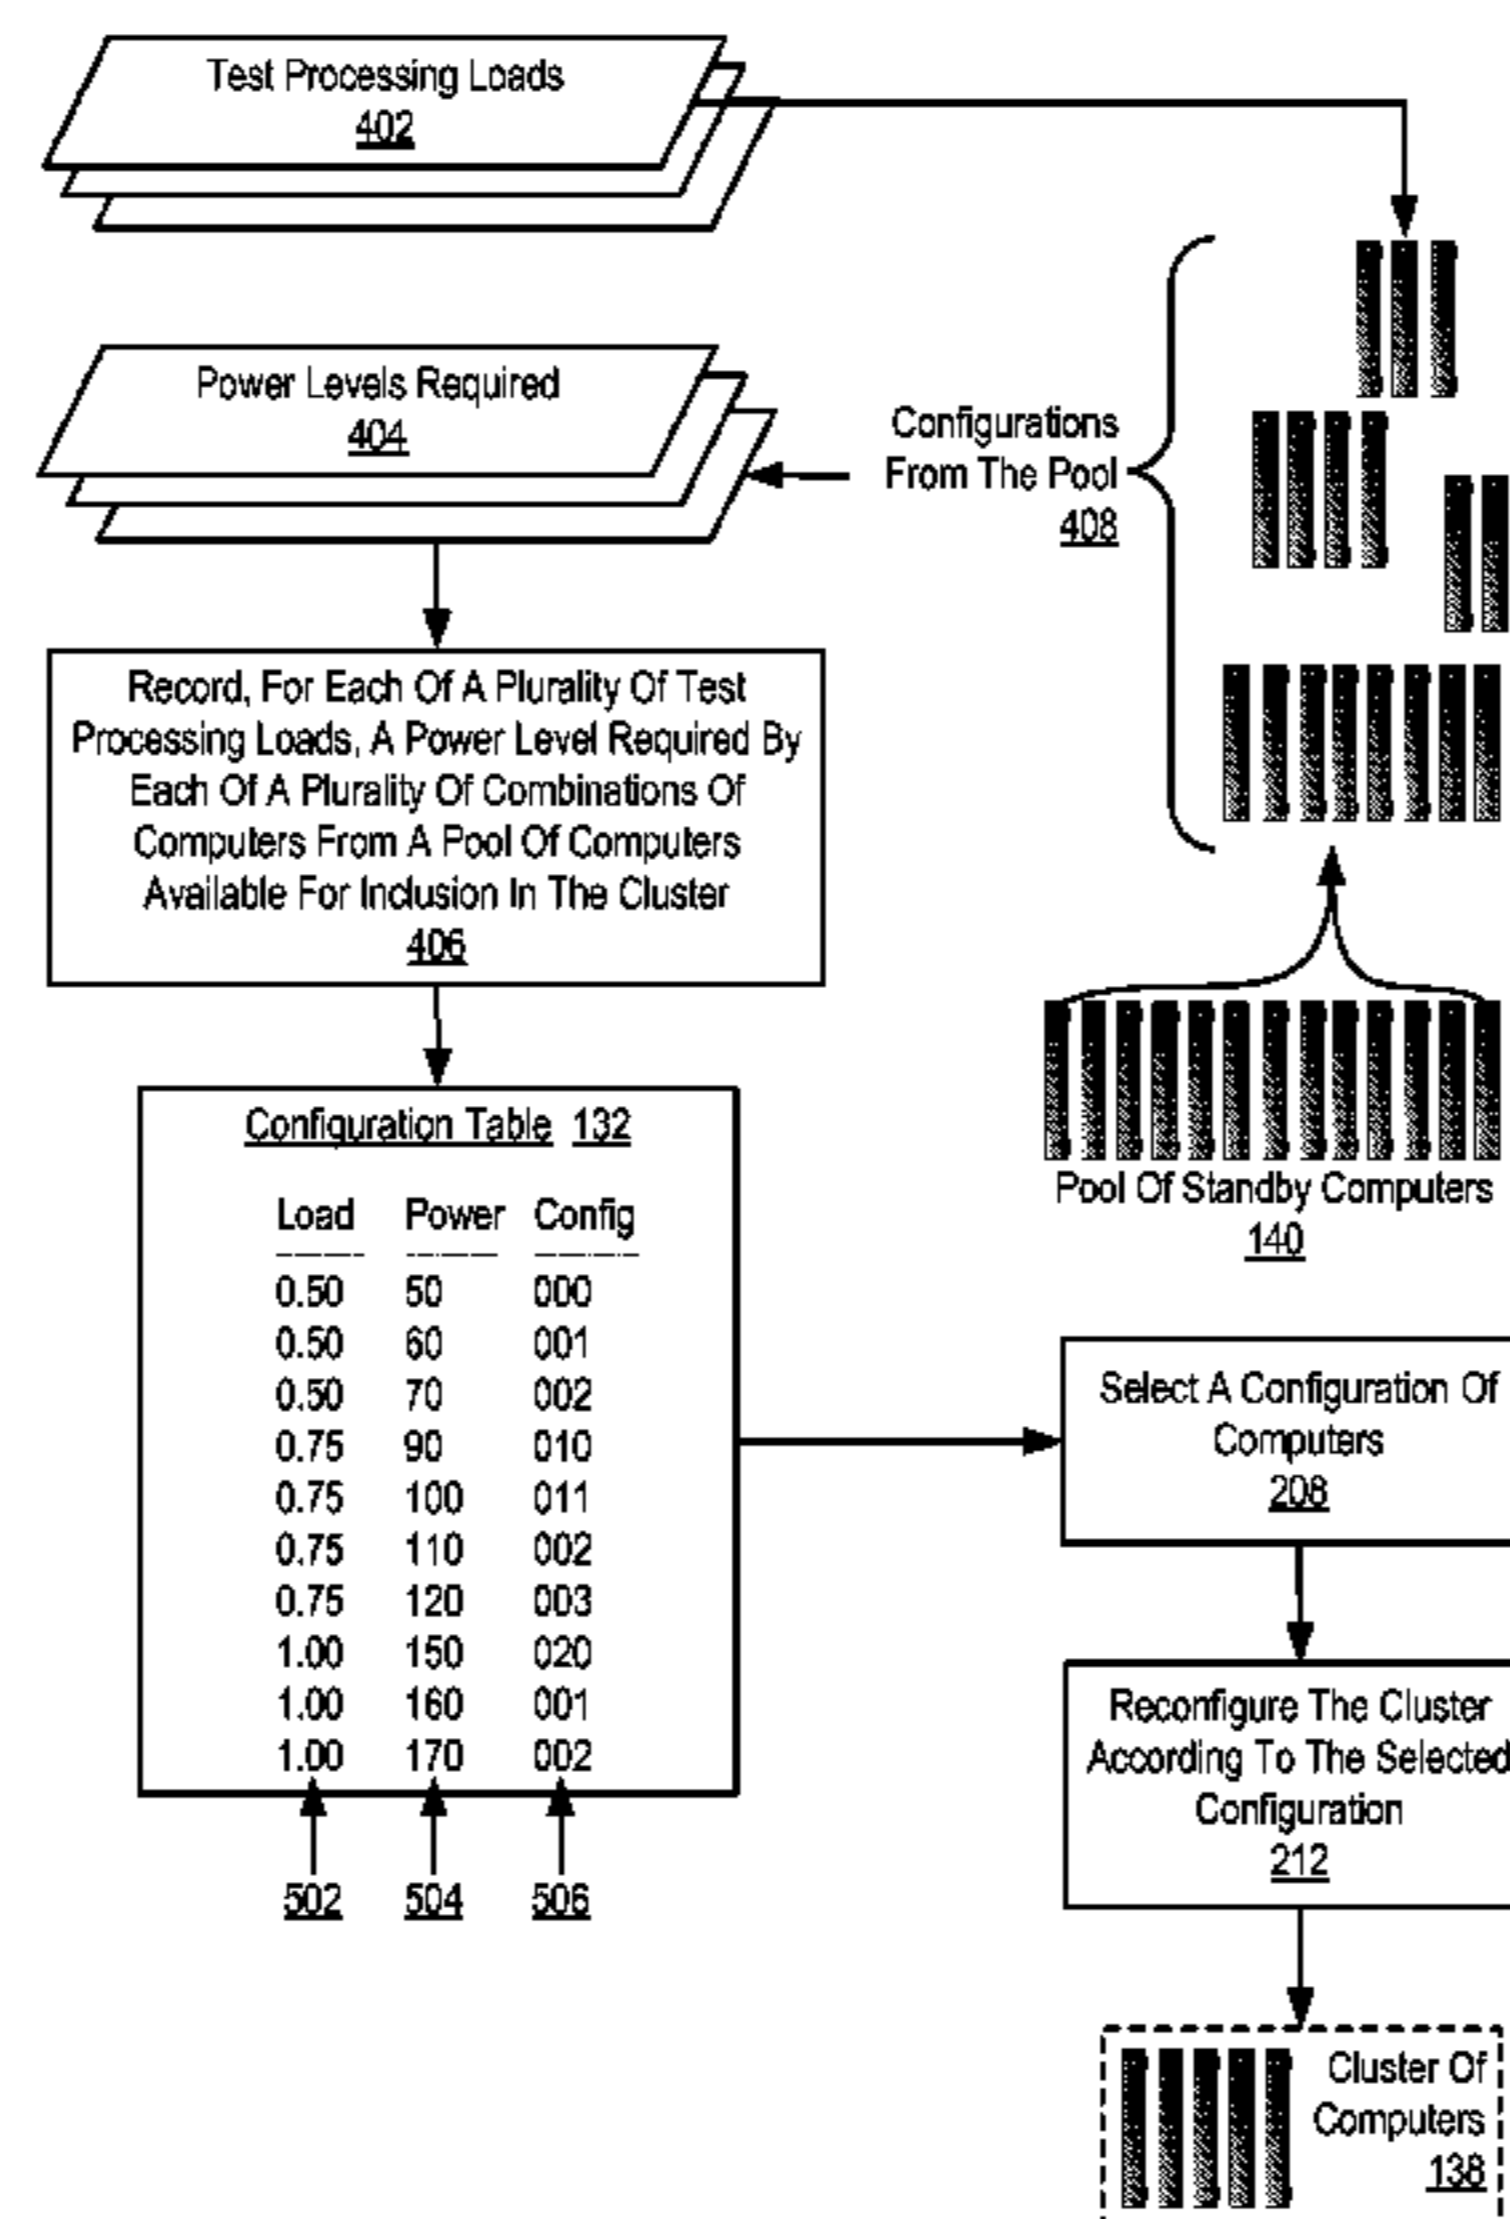 Test Processing Loads
402
Power Levels Required
404
Configurations
From The Pool
408
Record, For Each Of A Plurality Of Test
Processing Loads, A Power Level Required By
Each Of A Plurality Of Combinations Of
Computers From A Pool Of Computers
Available For Inclusion In The Cluster
406
Pool Of Standby Computers
140
Configuration Table 132
Load Power Config
0.50 50 000
0.50 60 001
0.50 70 002
0.75 90 010
0.75 100 011
0.75 110 002
0.75 120 003
1.00 150 020
1.00 160 001
1.00 170 002
502 504 506
Select A Configuration Of
Computers
208
Reconfigure The Cluster
According To The Selected
Configuration
212
Cluster Of
Computers
138